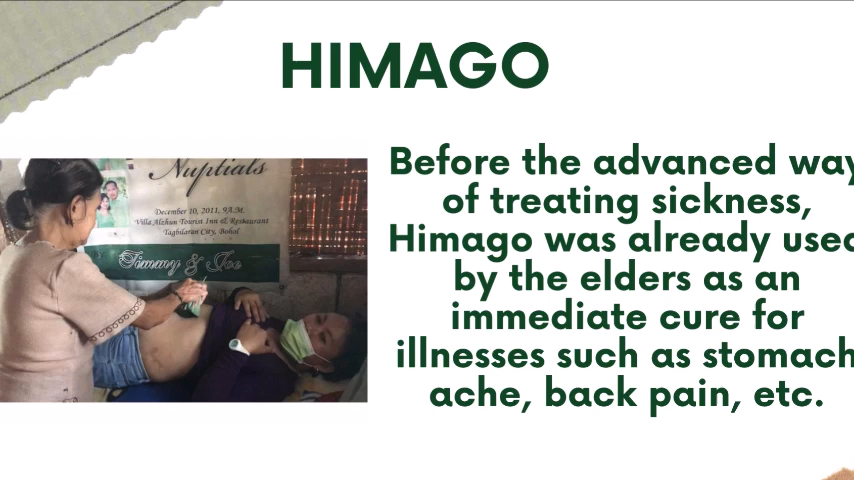 HIMAGO
Before the advanced way
of treating sickness,
Himago was already used
by the elders as an
immediate cure for
illnesses such as stomach
ache, back pain, etc.
Nuptials
December 10, 2011, 9A.M.
Villa Alzhun Tourist Inn & Restaurant
Tagbilaran City, Bohol
Timmy & Joe